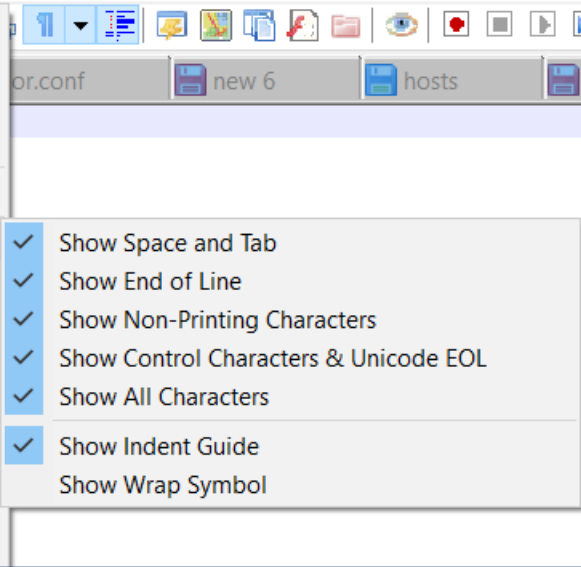 or.conf
new 6
hosts
Show Space and Tab
Show End of Line
Show Non-Printing Characters
Show Control Characters & Unicode EOL
Show All Characters
Show Indent Guide
Show Wrap Symbol